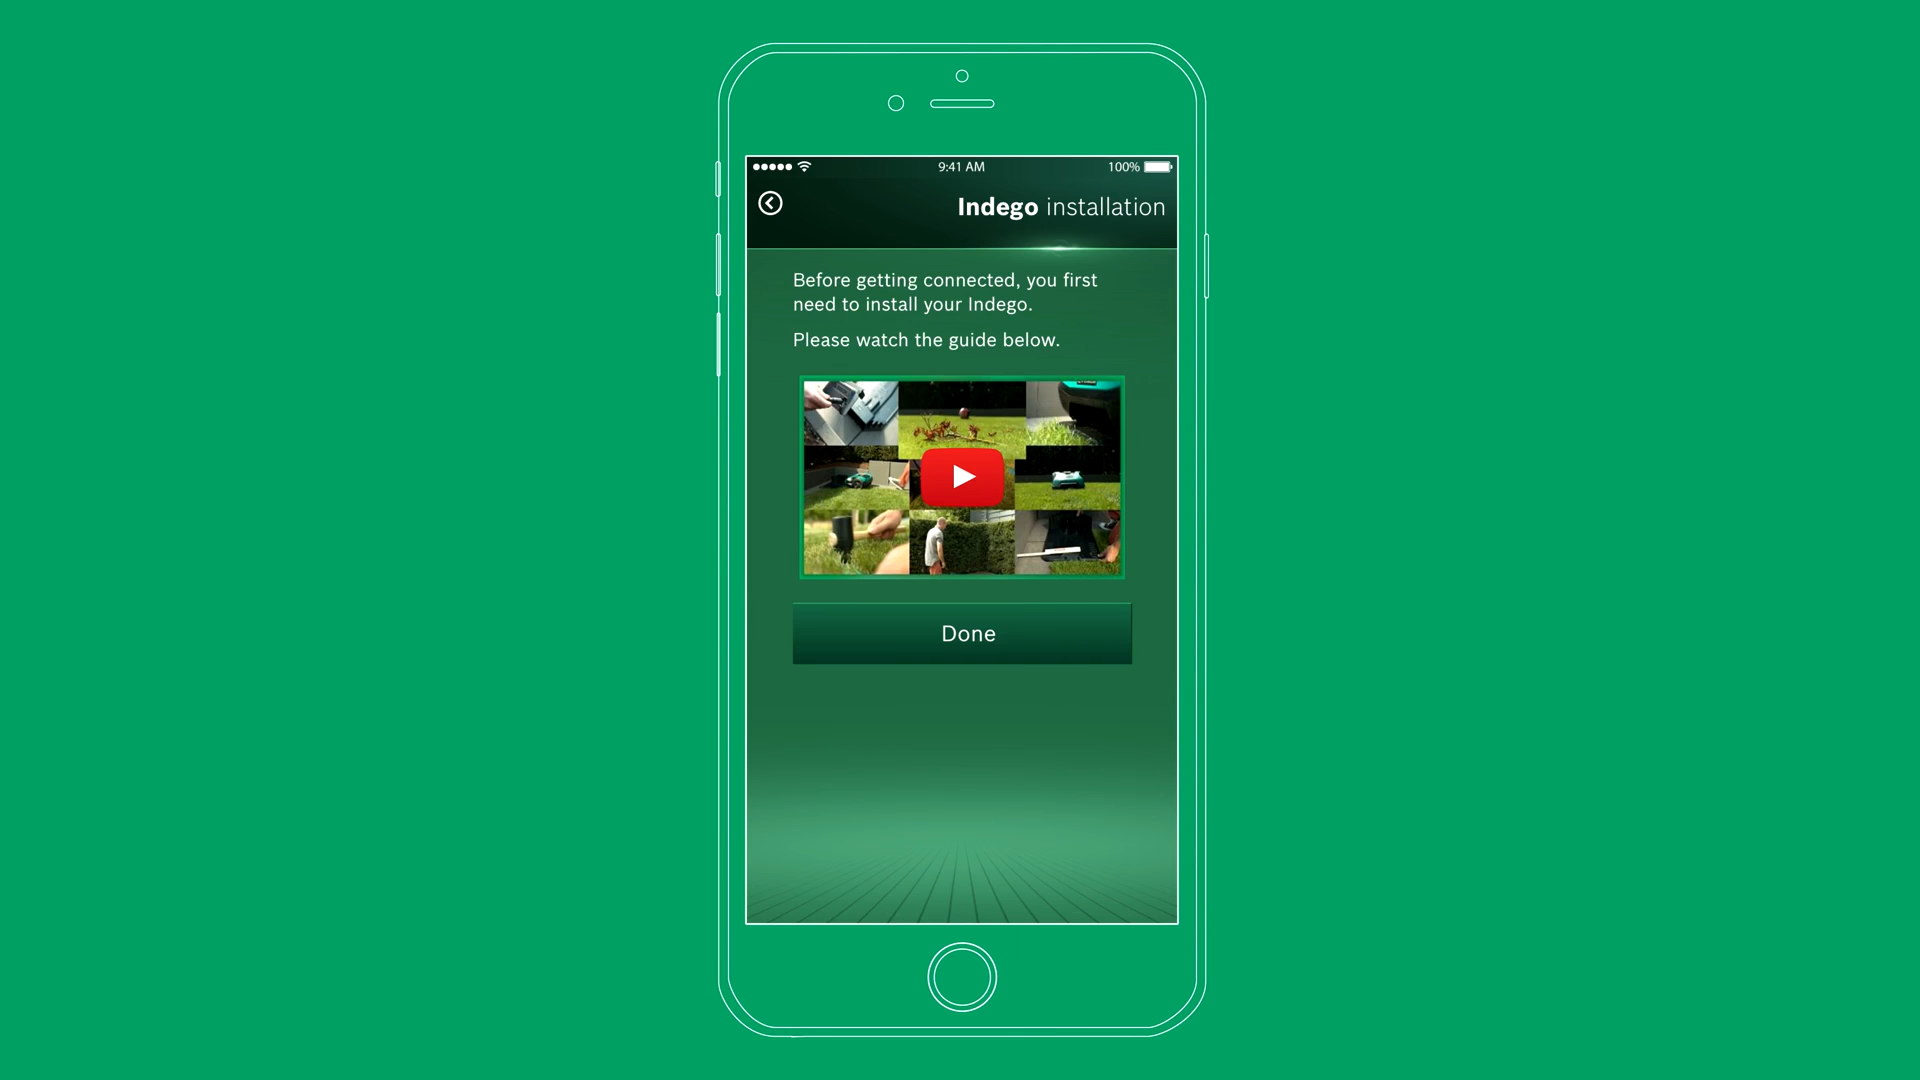 9:41 AM
100%
Indego installation
Before getting connected, you first
need to install your Indego.
Please watch the guide below.
Done